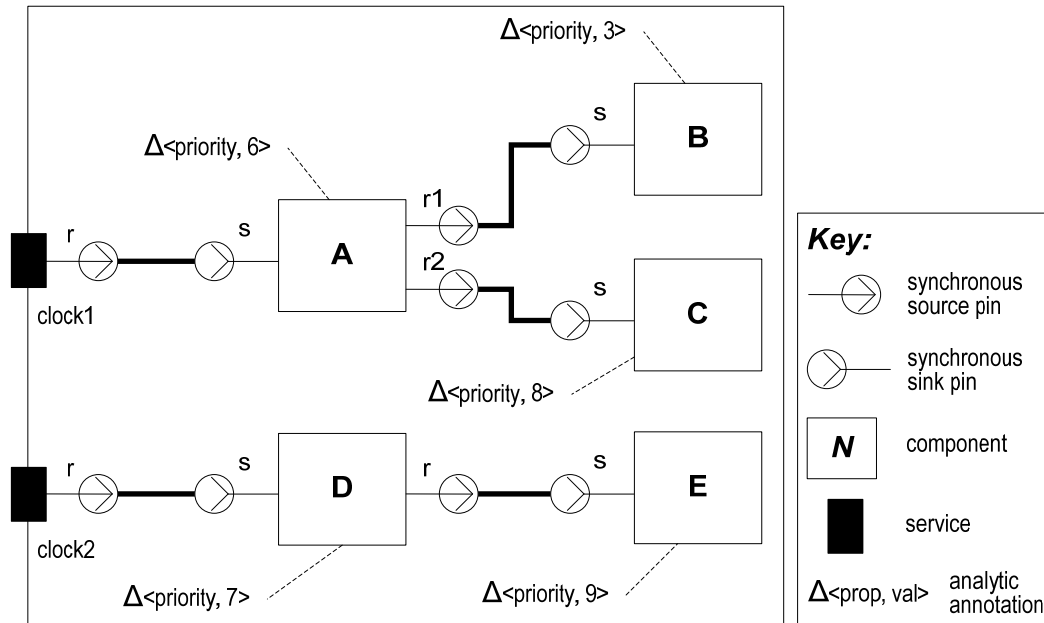 Δ<priority, 3>
s
B
Δ<priority, 6>
r1
r
s
A
r2
s
C
clock1
Δ<priority, 8>
r
s
D
r
s
E
clock2
Δ<priority, 7>
Δ<priority, 9>
Key:
synchronous
source pin
synchronous
sink pin
N
component
service
Δ<prop, val>
analytic
annotation